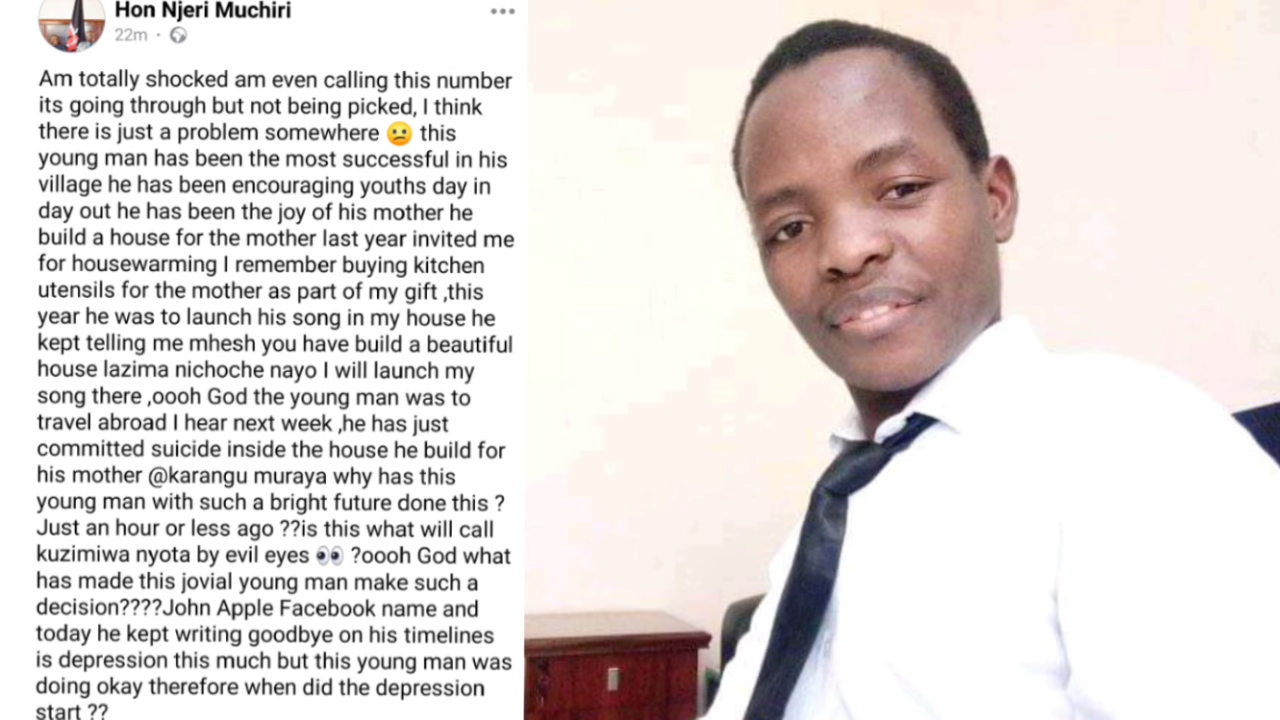 Hon Njeri Muchiri
22m ·
Am totally shocked am even calling this number
its going through but not being picked, I think
there is just a problem somewhere 😕 this
young man has been the most successful in his
village he has been encouraging youths day in
day out he has been the joy of his mother he
build a house for the mother last year invited me
for housewarming I remember buying kitchen
utensils for the mother as part of my gift ,this
year he was to launch his song in my house he
kept telling me mhesh you have build a beautiful
house lazima nichoche nayo I will launch my
song there ,oooh God the young man was to
travel abroad I hear next week ,he has just
committed suicide inside the house he build for
his mother @karangu muraya why has this
young man with such a bright future done this ?
Just an hour or less ago ??is this what will call
kuzimiwa nyota by evil eyes 👀 ?oooh God what
has made this jovial young man make such a
decision????John Apple Facebook name and
today he kept writing goodbye on his timelines
is depression this much but this young man was
doing okay therefore when did the depression
start ??